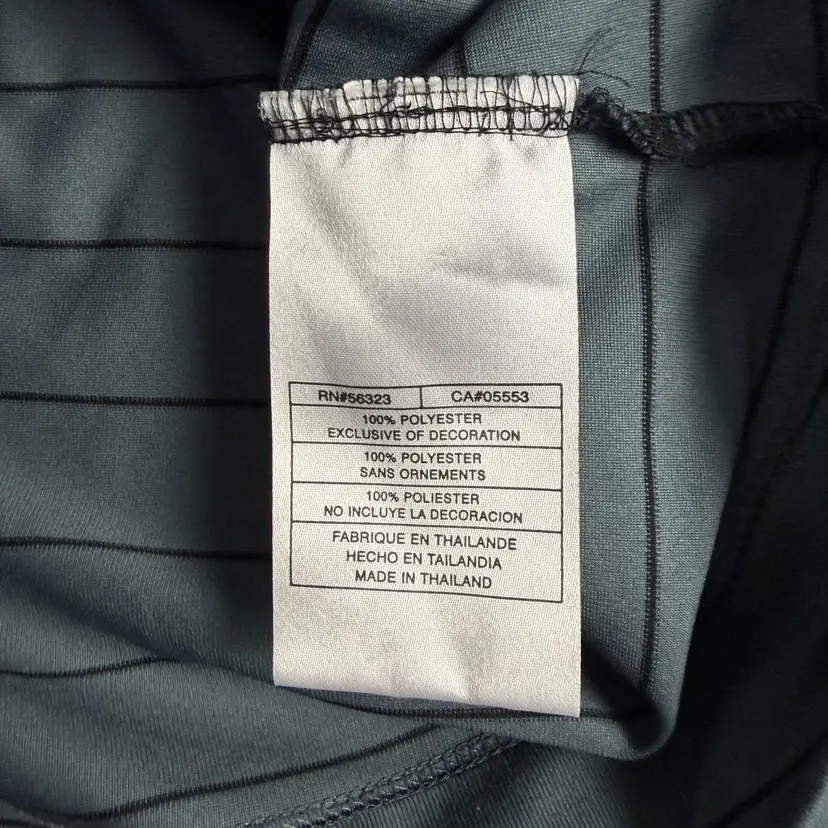 RN#56323 CA#05553
100% POLYESTER
EXCLUSIVE OF DECORATION
100% POLYESTER
SANS ORNEMENTS
100% POLIESTER
NO INCLUYE LA DECORACION
FABRIQUE EN THAILANDE
HECHO EN TAILANDIA
MADE IN THAILAND